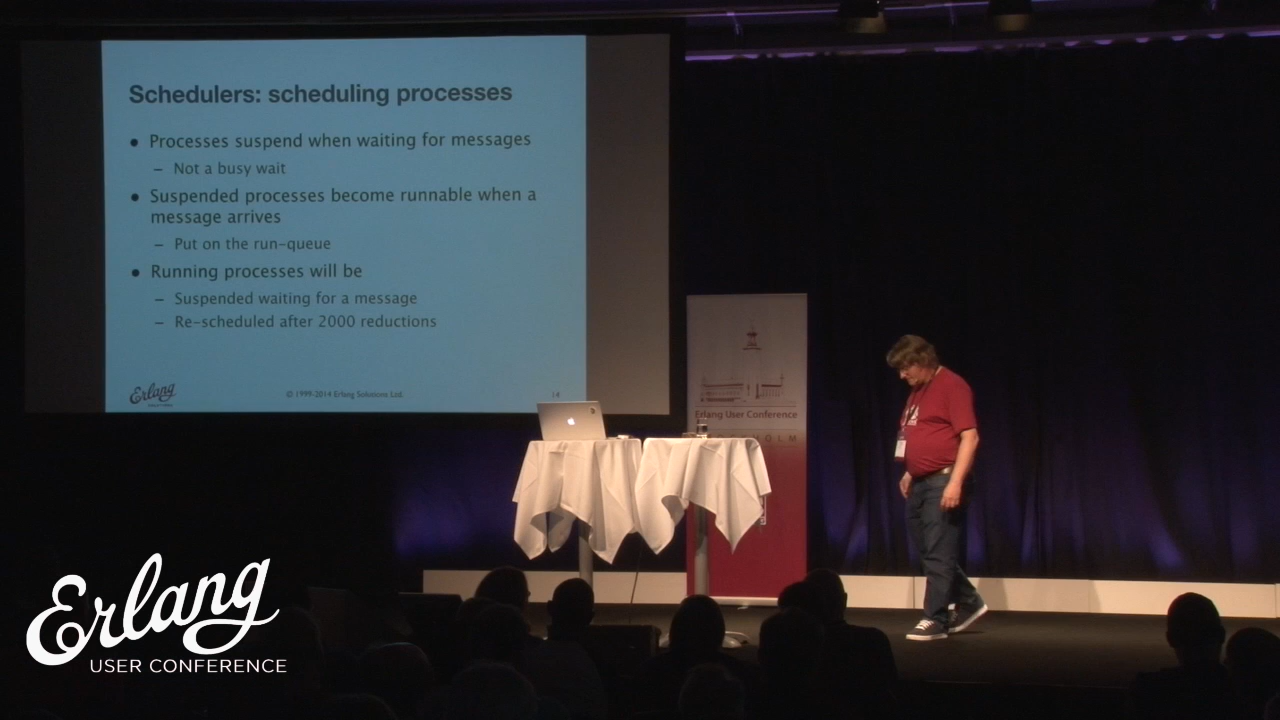 Schedulers: scheduling processes
● Processes suspend when waiting for messages
– Not a busy wait
● Suspended processes become runnable when a
message arrives
– Put on the run-queue
● Running processes will be
– Suspended waiting for a message
– Re-scheduled after 2000 reductions
Erlang
© 1999-2014 Erlang Solutions Ltd.
14
Erlang User Conference
Erlang
USER CONFERENCE